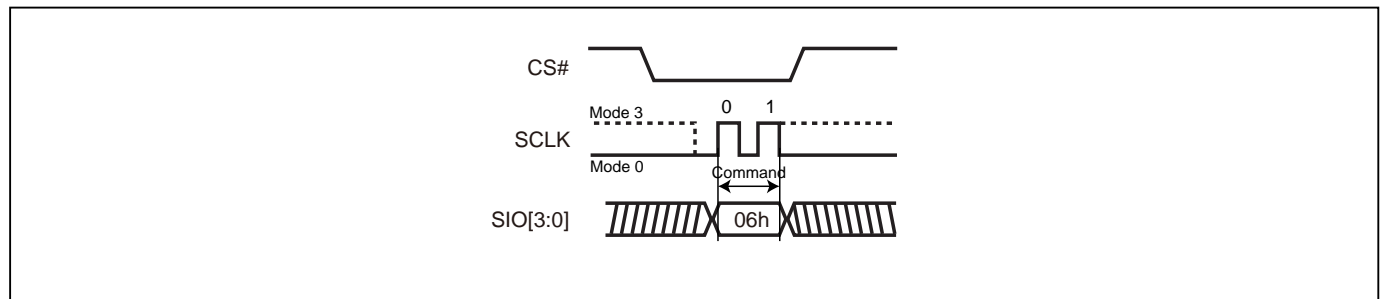 CS#
Mode 3
0 1
SCLK
Mode 0
Command
SIO[3:0]
06h